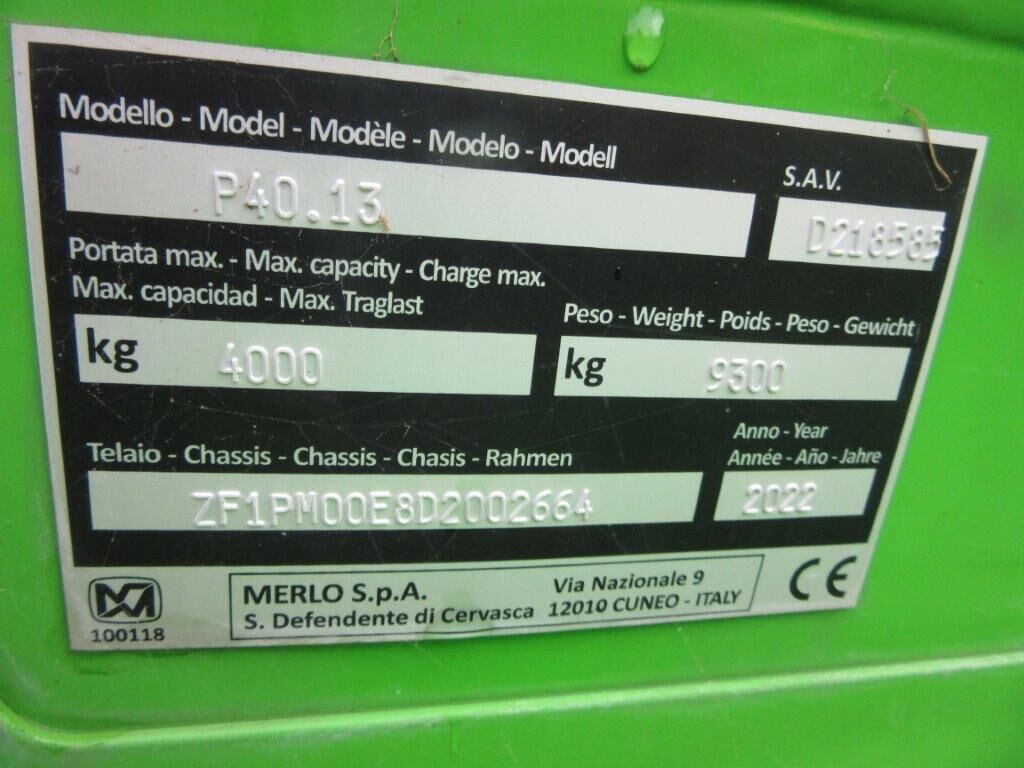 Modello - Model - Modèle - Modelo - Modell
P40.13
S.A.V.
D218585
Portata max. - Max. capacity - Charge max.
Max. capacidad - Max. Traglast
kg 4000
Peso - Weight - Poids - Peso - Gewicht
kg 9300
Telaio - Chassis - Chassis - Chasis - Rahmen
ZF1PM00E8D2002664
Anno - Year
Année - Año - Jahre
2022
100118
MERLO S.p.A.
S. Defendente di Cervasca
Via Nazionale 9
12010 CUNEO - ITALY
CE